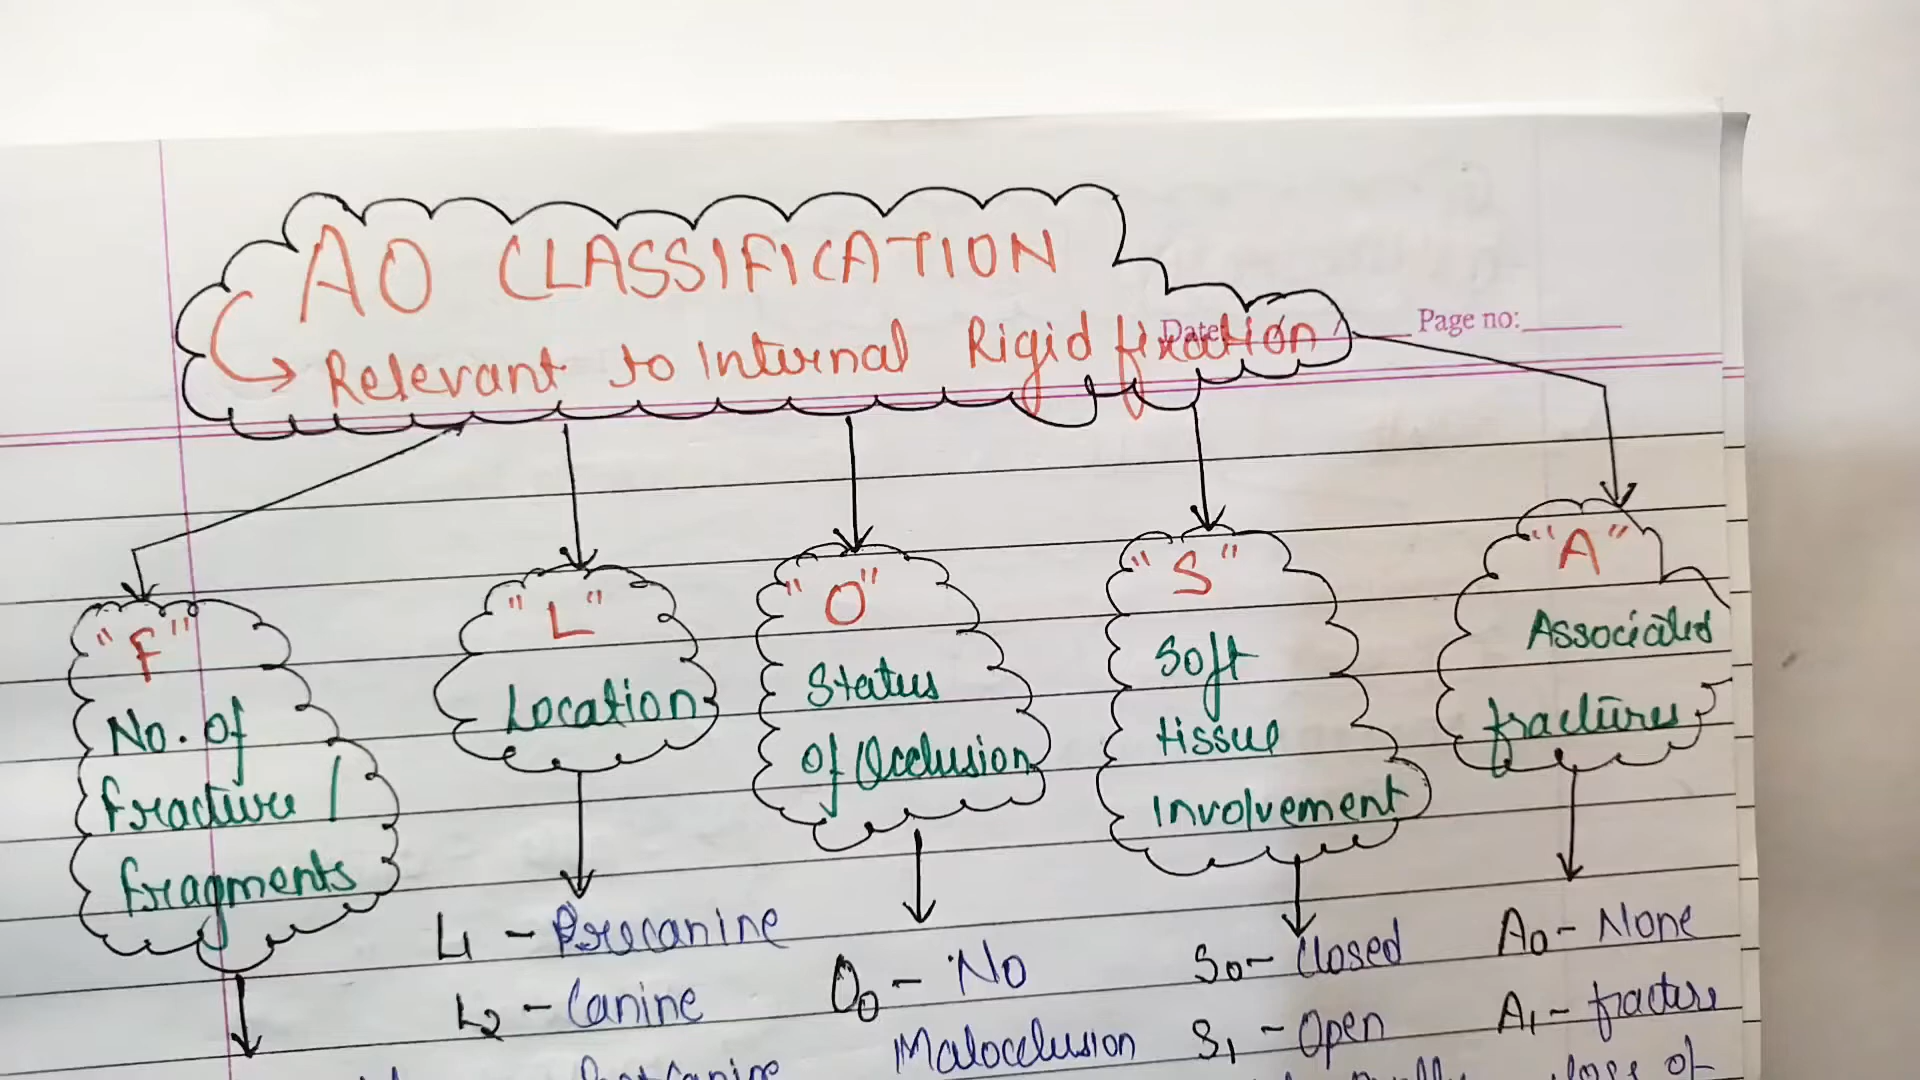 AO CLASSIFICATION
Relevant to Internal Rigid fixation
Date
Page no:
"F"
No. of
fracture /
fragments
"L"
Location
L1 - Precanine
L2 - Canine
Postcanine
"O"
Status
Of Occlusion
O0 - No
Malocclusion
"S"
Soft
tissue
Involvement
S0 - Closed
S1 - Open
"A"
Associated
fractures
A0 - None
A1 - fracture